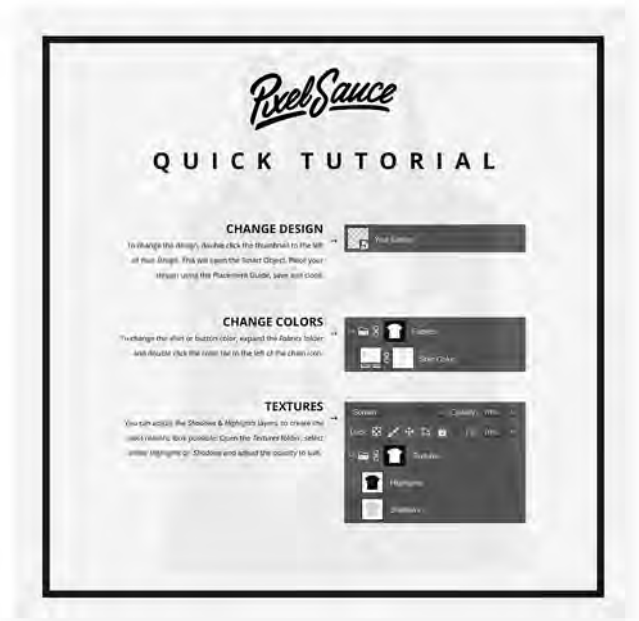 PixelSauce
QUICK TUTORIAL
CHANGE DESIGN
To change the design, double click the thumbnail to the left
of Your Design. This will open the Smart Object. Place your
design using the Placement Guide, save and close.
Your Design
CHANGE COLORS
To change the shirt or button color, expand the Fabrics folder
and double click the color tile to the left of the chain icon.
Fabrics
Shirt Color
TEXTURES
You can adjust the Shadows & Highlights layers, to create the
most realistic look possible. Open the Textures folder, select
either Highlights or Shadows and adjust the opacity to suit.
Screen Opacity:
Lock:
Textures
Highlights
Shadows